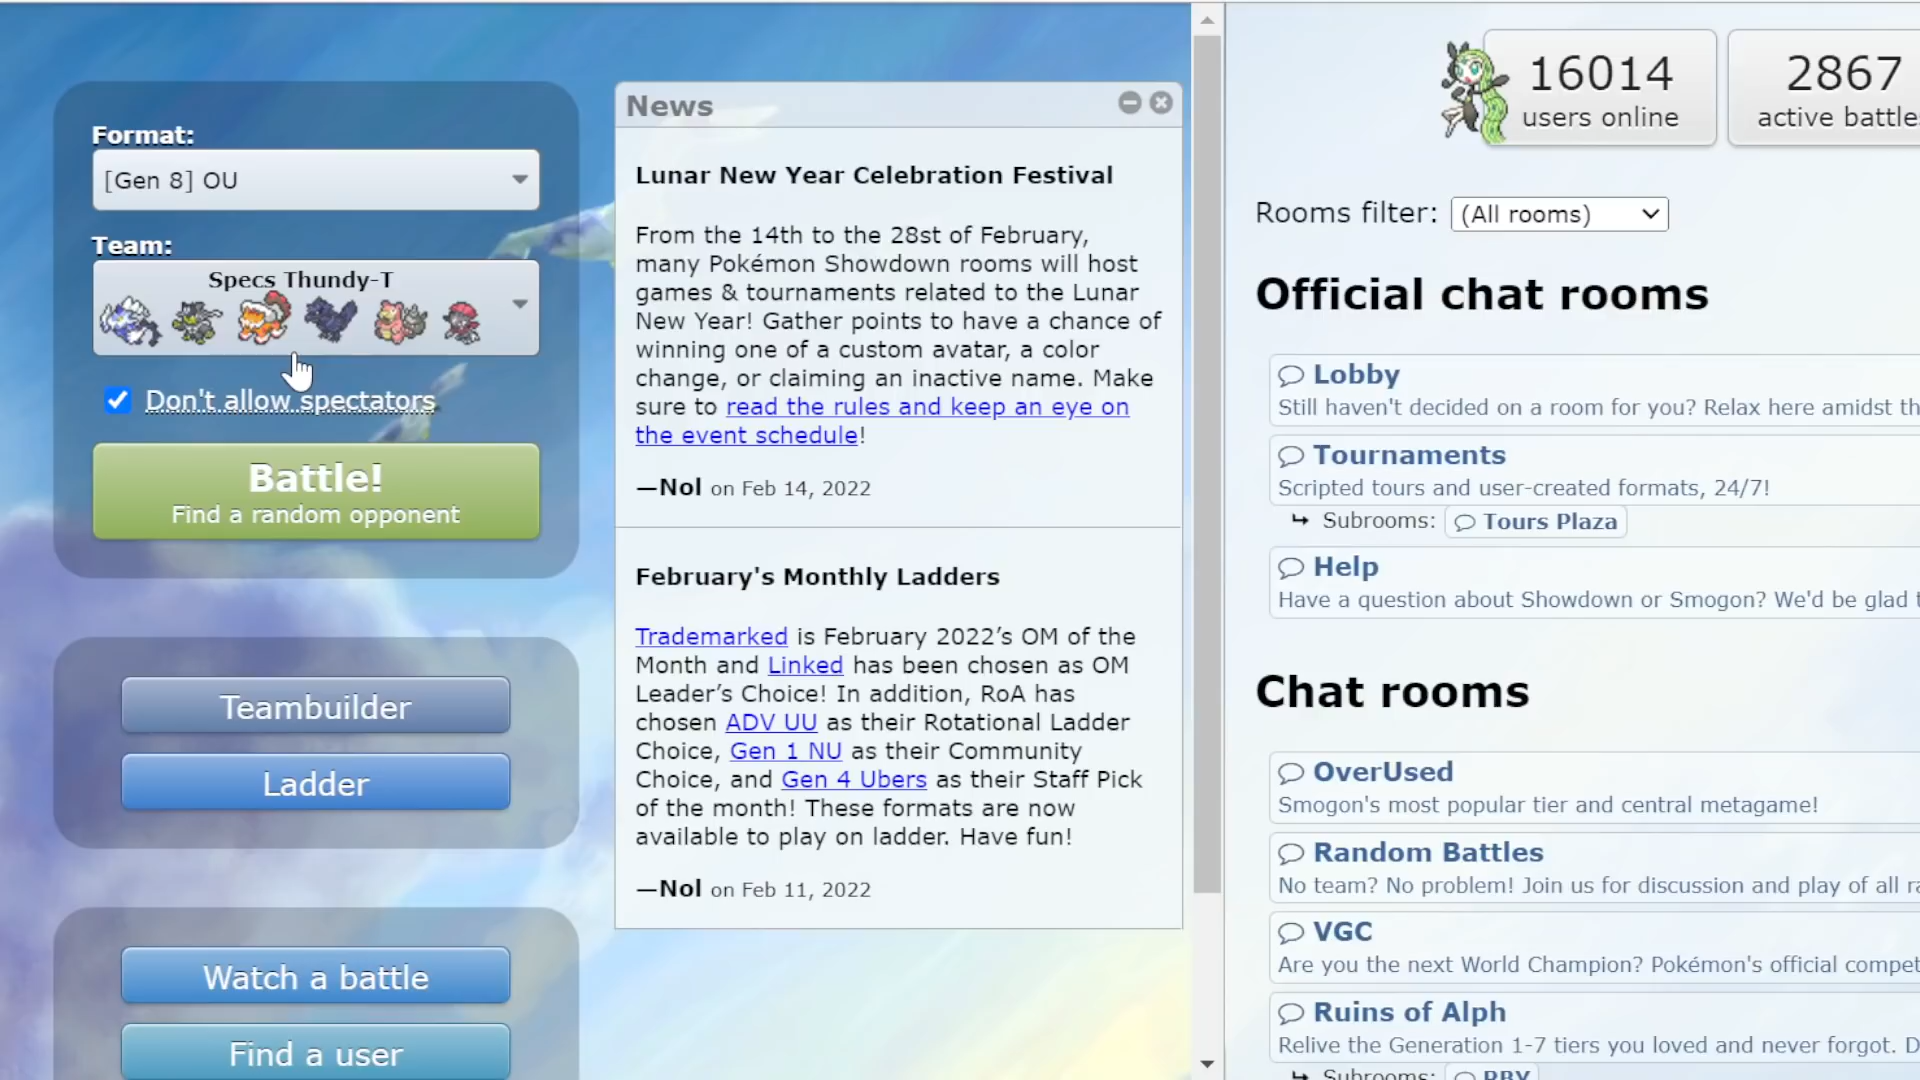 Format:
[Gen 8] OU
Team:
Specs Thundy-T
Don't allow spectators
Battle!
Find a random opponent
Teambuilder
Ladder
Watch a battle
Find a user
News
Lunar New Year Celebration Festival
From the 14th to the 28st of February,
many Pokémon Showdown rooms will host
games & tournaments related to the Lunar
New Year! Gather points to have a chance of
winning one of a custom avatar, a color
change, or claiming an inactive name. Make
sure to read the rules and keep an eye on
the event schedule!
—Nol on Feb 14, 2022
February's Monthly Ladders
Trademarked is February 2022’s OM of the
Month and Linked has been chosen as OM
Leader’s Choice! In addition, RoA has
chosen ADV UU as their Rotational Ladder
Choice, Gen 1 NU as their Community
Choice, and Gen 4 Ubers as their Staff Pick
of the month! These formats are now
available to play on ladder. Have fun!
—Nol on Feb 11, 2022
16014
users online
2867
active battle
Rooms filter: (All rooms)
Official chat rooms
Lobby
Still haven't decided on a room for you? Relax here amidst th
Tournaments
Scripted tours and user-created formats, 24/7!
Subrooms: Tours Plaza
Help
Have a question about Showdown or Smogon? We'd be glad t
Chat rooms
OverUsed
Smogon's most popular tier and central metagame!
Random Battles
No team? No problem! Join us for discussion and play of all ra
VGC
Are you the next World Champion? Pokémon's official compet
Ruins of Alph
Relive the Generation 1-7 tiers you loved and never forgot. D
Subrooms: RBY